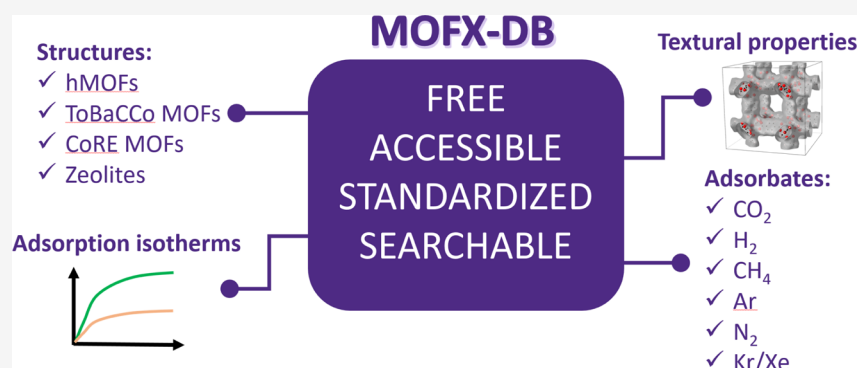 MOFX-DB
Structures:
✓ hMOFs
✓ ToBaCCo MOFs
✓ CoRE MOFs
✓ Zeolites
Adsorption isotherms
FREE
ACCESSIBLE
STANDARDIZED
SEARCHABLE
Textural properties
Adsorbates:
✓ CO₂
✓ H₂
✓ CH₄
✓ Ar
✓ N₂
✓ Kr/Xe